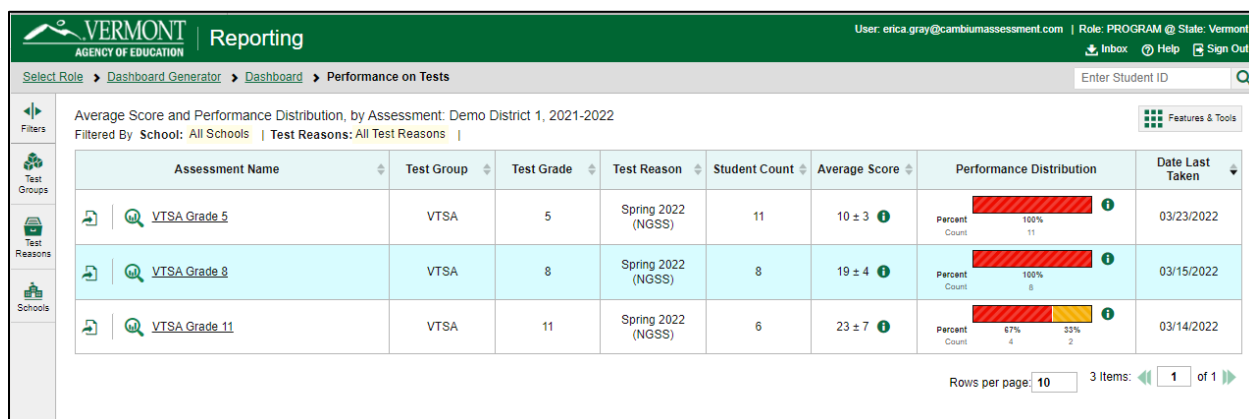 VERMONT
AGENCY OF EDUCATION
Reporting
User: erica.gray@cambiumassessment.com | Role: PROGRAM @ State: Vermont
Inbox Help Sign Out
Select Role > Dashboard Generator > Dashboard > Performance on Tests
Enter Student ID
Filters
Test Groups
Test Reasons
Schools
Average Score and Performance Distribution, by Assessment: Demo District 1, 2021-2022
Filtered By School: All Schools | Test Reasons: All Test Reasons |
Features & Tools
Assessment Name Test Group Test Grade Test Reason Student Count Average Score Performance Distribution Date Last Taken
VTSA Grade 5 VTSA 5 Spring 2022 (NGSS) 11 10 ± 3 03/23/2022
Percent 100%
Count 11
VTSA Grade 8 VTSA 8 Spring 2022 (NGSS) 8 19 ± 4 03/15/2022
Percent 100%
Count 8
VTSA Grade 11 VTSA 11 Spring 2022 (NGSS) 6 23 ± 7 03/14/2022
Percent 67% 33%
Count 4 2
Rows per page: 10 3 Items: 1 of 1